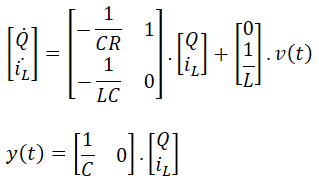 [Q̇ i̇_L] = [−1/CR 1 −1/LC 0] . [Q i_L] + [0 1/L] . v(t)
y(t) = [1/C 0] . [Q i_L]